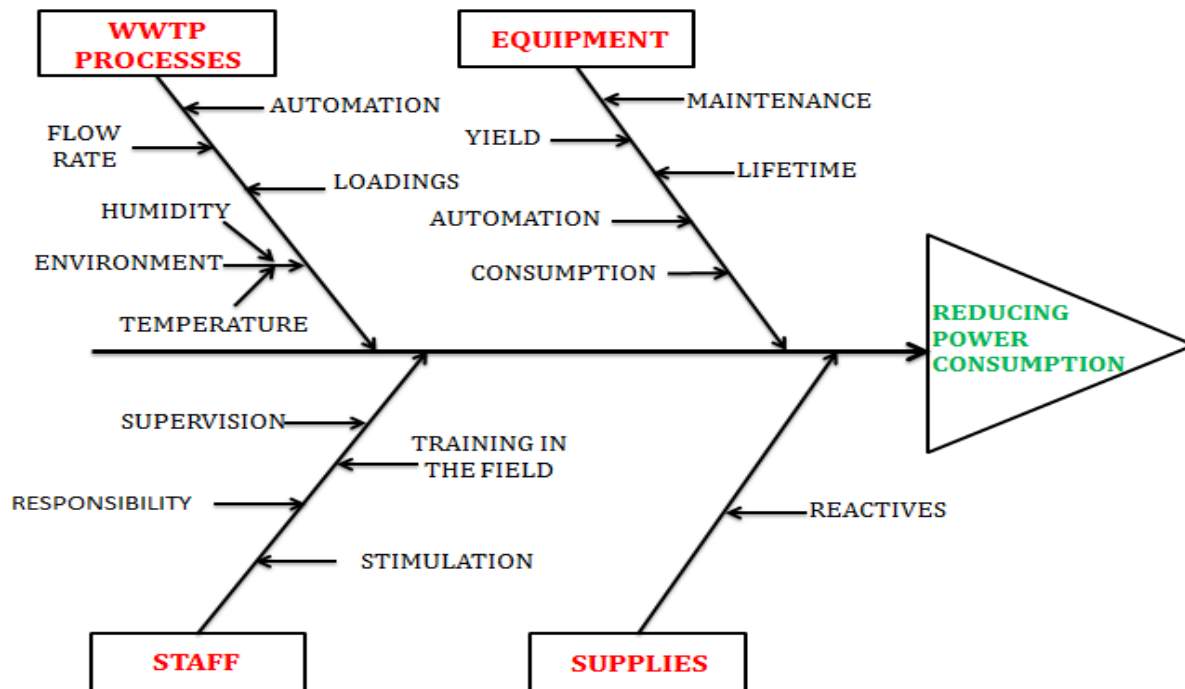 WWTP
PROCESSES
EQUIPMENT
AUTOMATION
FLOW
RATE
LOADINGS
HUMIDITY
ENVIRONMENT
TEMPERATURE
MAINTENANCE
YIELD
LIFETIME
AUTOMATION
CONSUMPTION
REDUCING
POWER
CONSUMPTION
SUPERVISION
TRAINING IN
THE FIELD
RESPONSIBILITY
STIMULATION
REACTIVES
STAFF
SUPPLIES